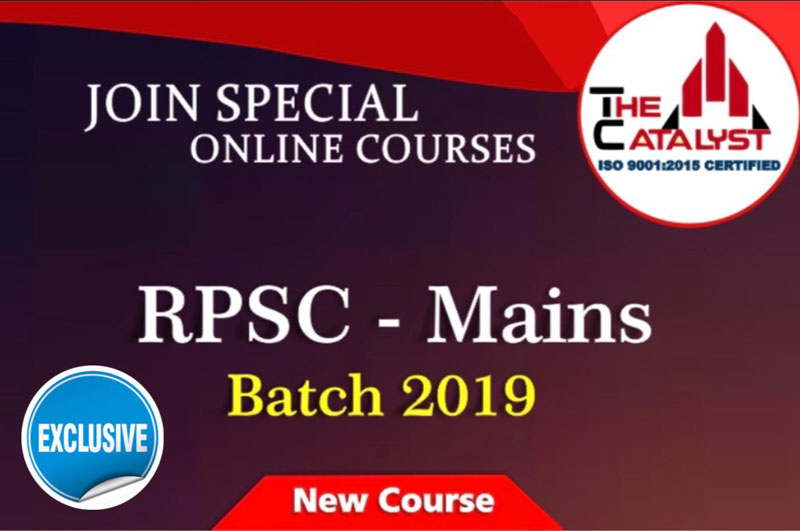 JOIN SPECIAL
ONLINE COURSES
THE
CATALYST
ISO 9001:2015 CERTIFIED
RPSC - Mains
Batch 2019
EXCLUSIVE
New Course